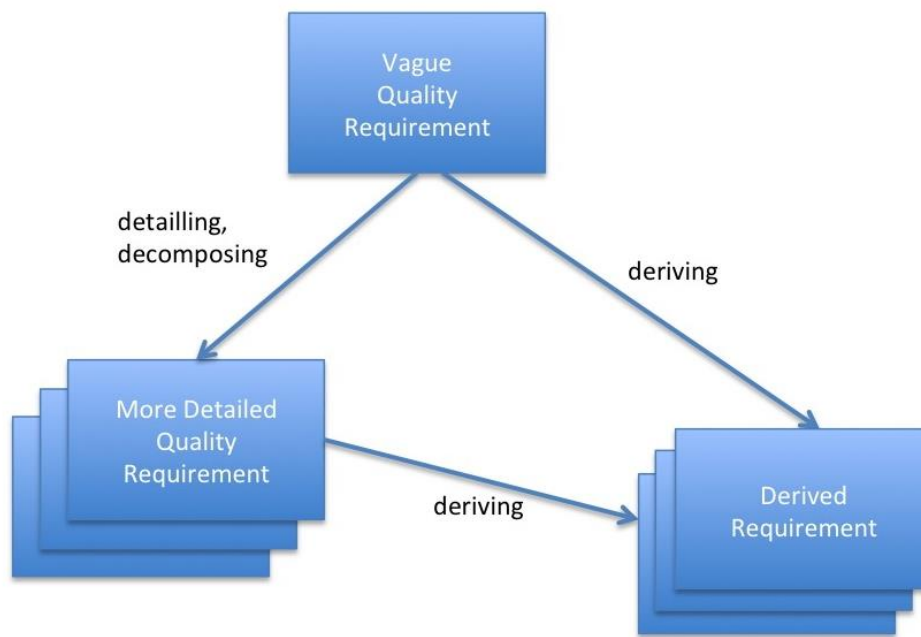 Vague
Quality
Requirement
detailling,
decomposing
deriving
More Detailed
Quality
Requirement
deriving
Derived
Requirement